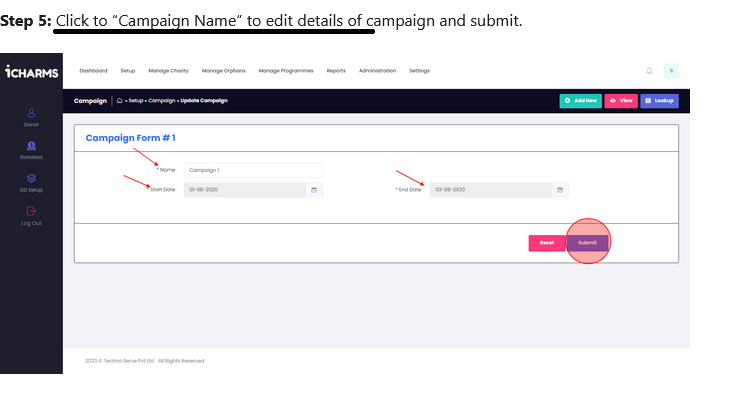 Step 5: Click to “Campaign Name” to edit details of campaign and submit.
iCHARMS
Dashboard Setup Manage Charity Manage Orphans Manage Programmes Reports Administration Settings
S
Campaign Setup • Campaign • Update Campaign
Add New View Lookup
Donor
Donation
DD Setup
Log Out
Campaign Form # 1
* Name Campaign 1
* Start Date 01-08-2020 * End Date 03-08-2020
Reset Submit
2023 © Techno Serve Pvt Ltd All Rights Reserved